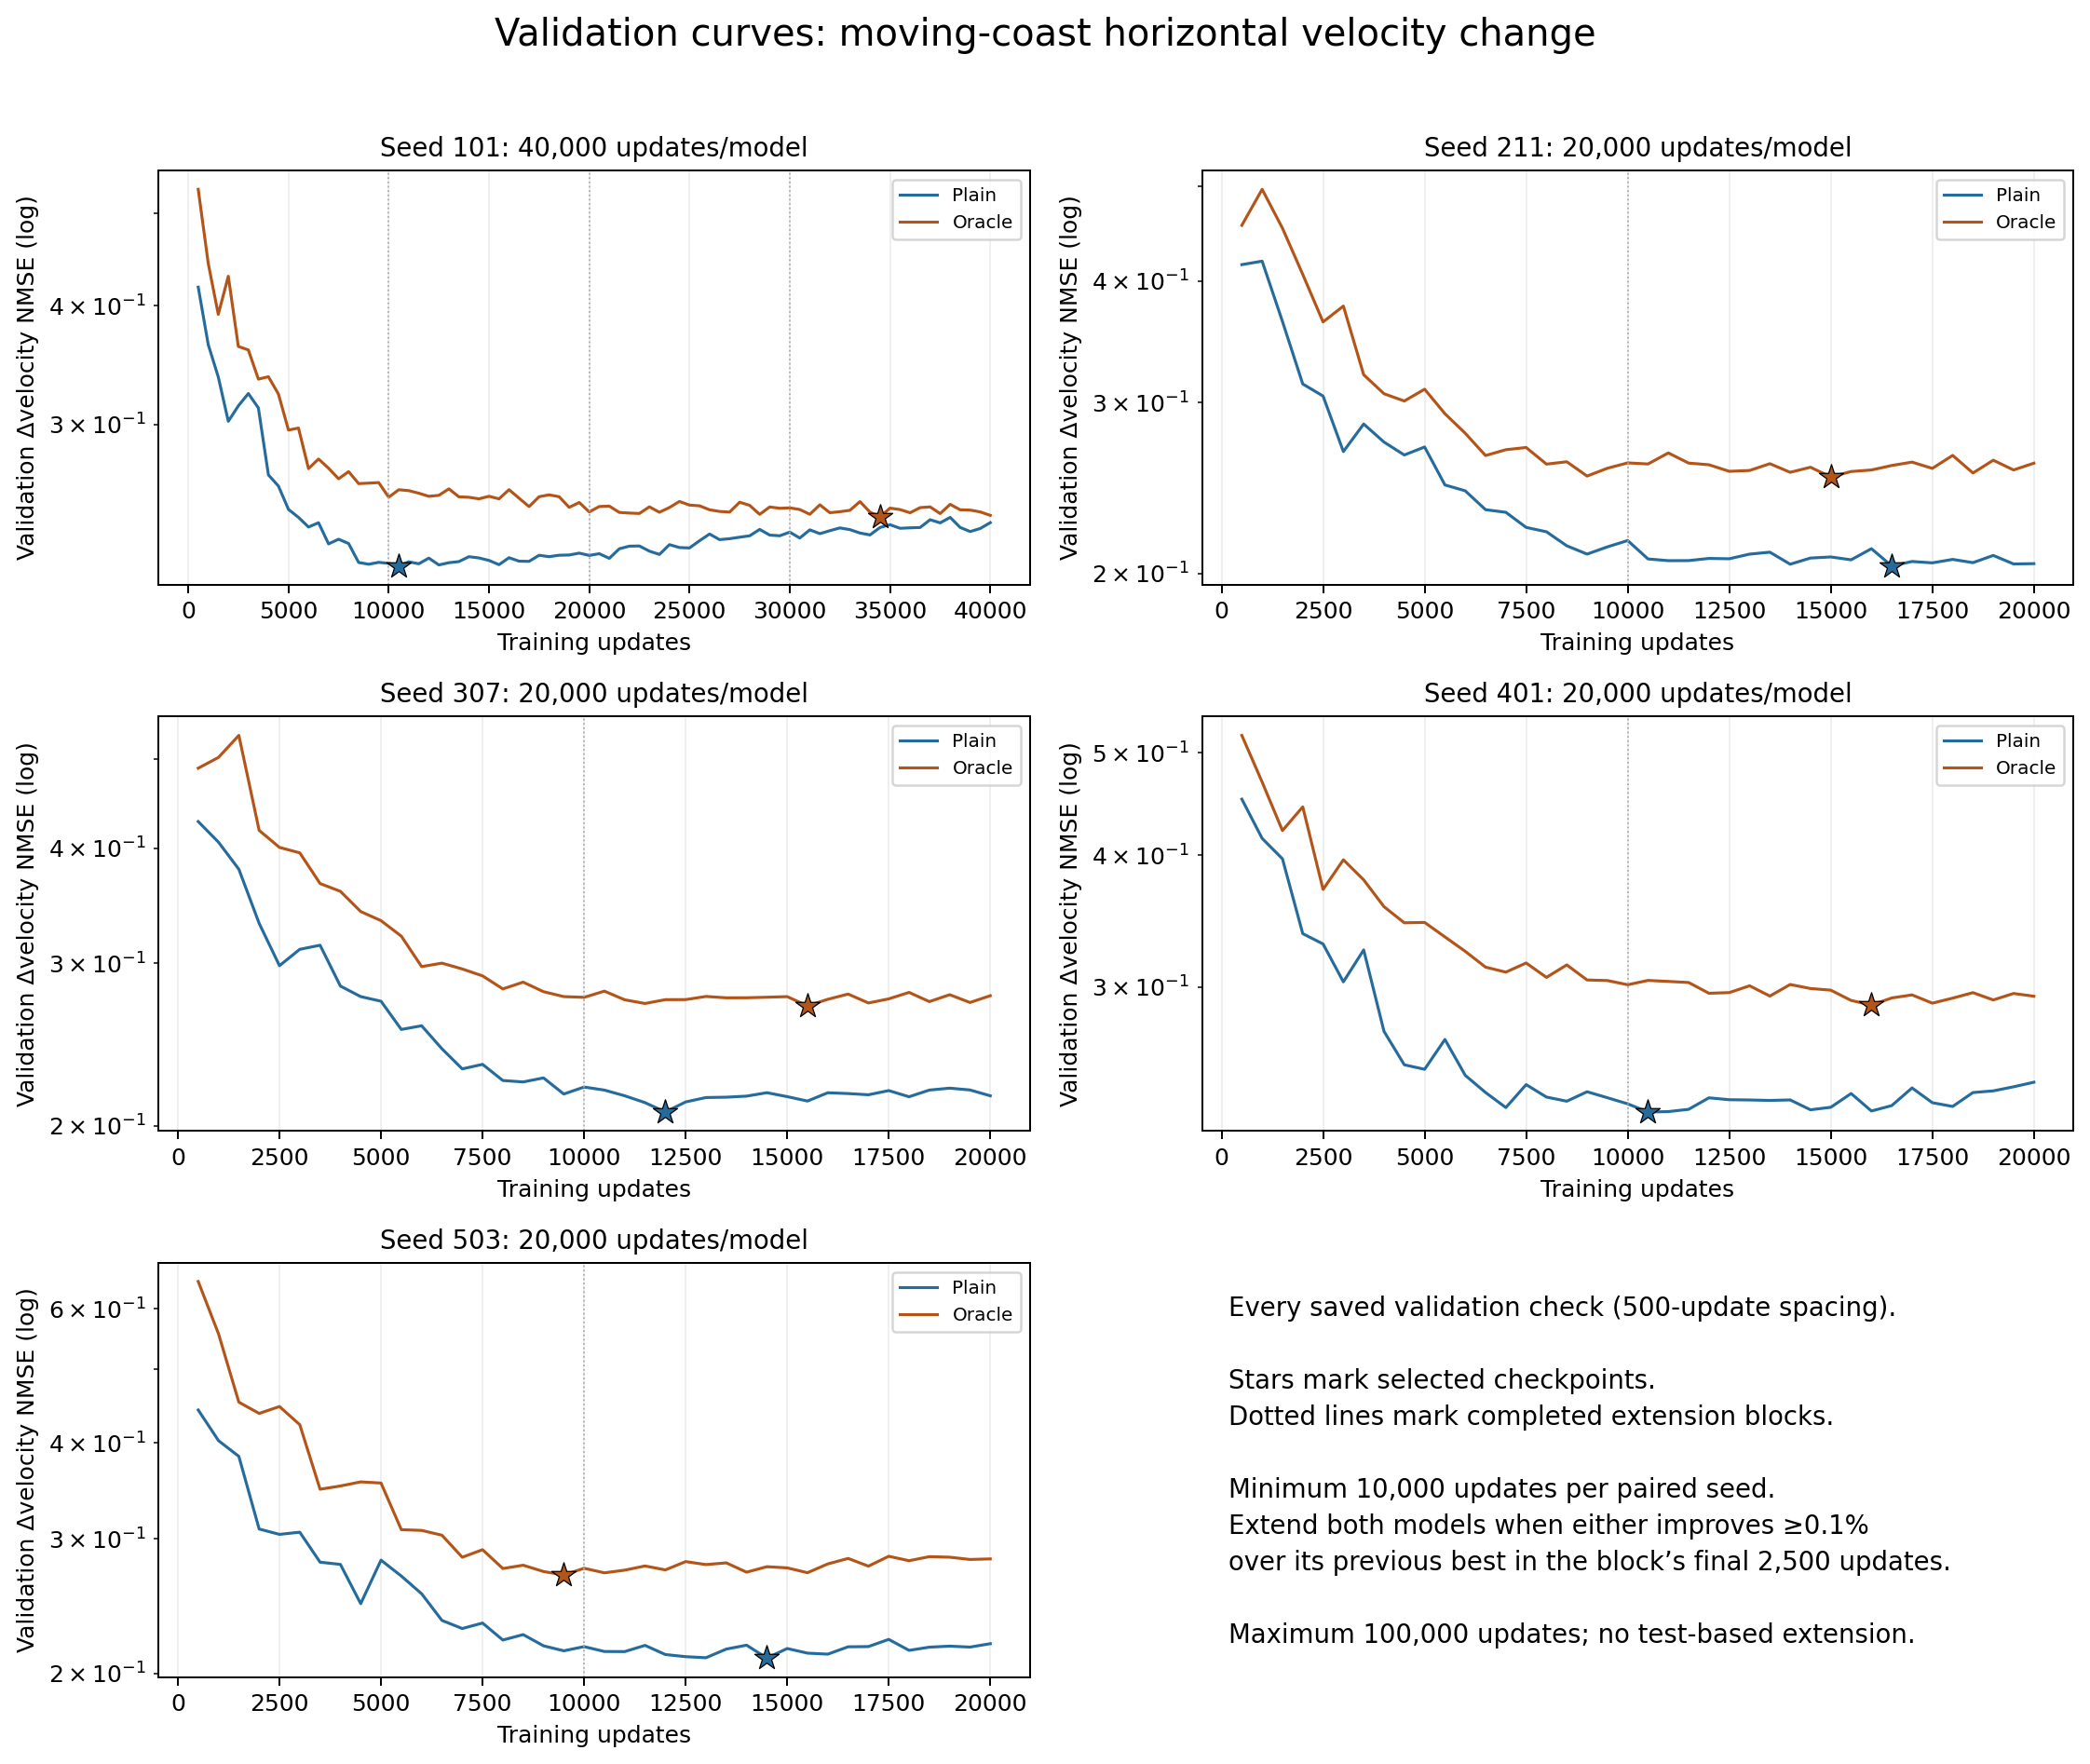 Validation curves: moving-coast horizontal velocity change
Seed 101: 40,000 updates/model
Validation Δvelocity NMSE (log)
4 × 10⁻¹
3 × 10⁻¹
Plain
Oracle
0 5000 10000 15000 20000 25000 30000 35000 40000
Training updates
Seed 211: 20,000 updates/model
Validation Δvelocity NMSE (log)
4 × 10⁻¹
3 × 10⁻¹
2 × 10⁻¹
Plain
Oracle
0 2500 5000 7500 10000 12500 15000 17500 20000
Training updates
Seed 307: 20,000 updates/model
Validation Δvelocity NMSE (log)
4 × 10⁻¹
3 × 10⁻¹
2 × 10⁻¹
Plain
Oracle
0 2500 5000 7500 10000 12500 15000 17500 20000
Training updates
Seed 401: 20,000 updates/model
Validation Δvelocity NMSE (log)
5 × 10⁻¹
4 × 10⁻¹
3 × 10⁻¹
Plain
Oracle
0 2500 5000 7500 10000 12500 15000 17500 20000
Training updates
Seed 503: 20,000 updates/model
Validation Δvelocity NMSE (log)
6 × 10⁻¹
4 × 10⁻¹
3 × 10⁻¹
2 × 10⁻¹
Plain
Oracle
0 2500 5000 7500 10000 12500 15000 17500 20000
Training updates
Every saved validation check (500-update spacing).
Stars mark selected checkpoints.
Dotted lines mark completed extension blocks.
Minimum 10,000 updates per paired seed.
Extend both models when either improves ≥0.1%
over its previous best in the block’s final 2,500 updates.
Maximum 100,000 updates; no test-based extension.